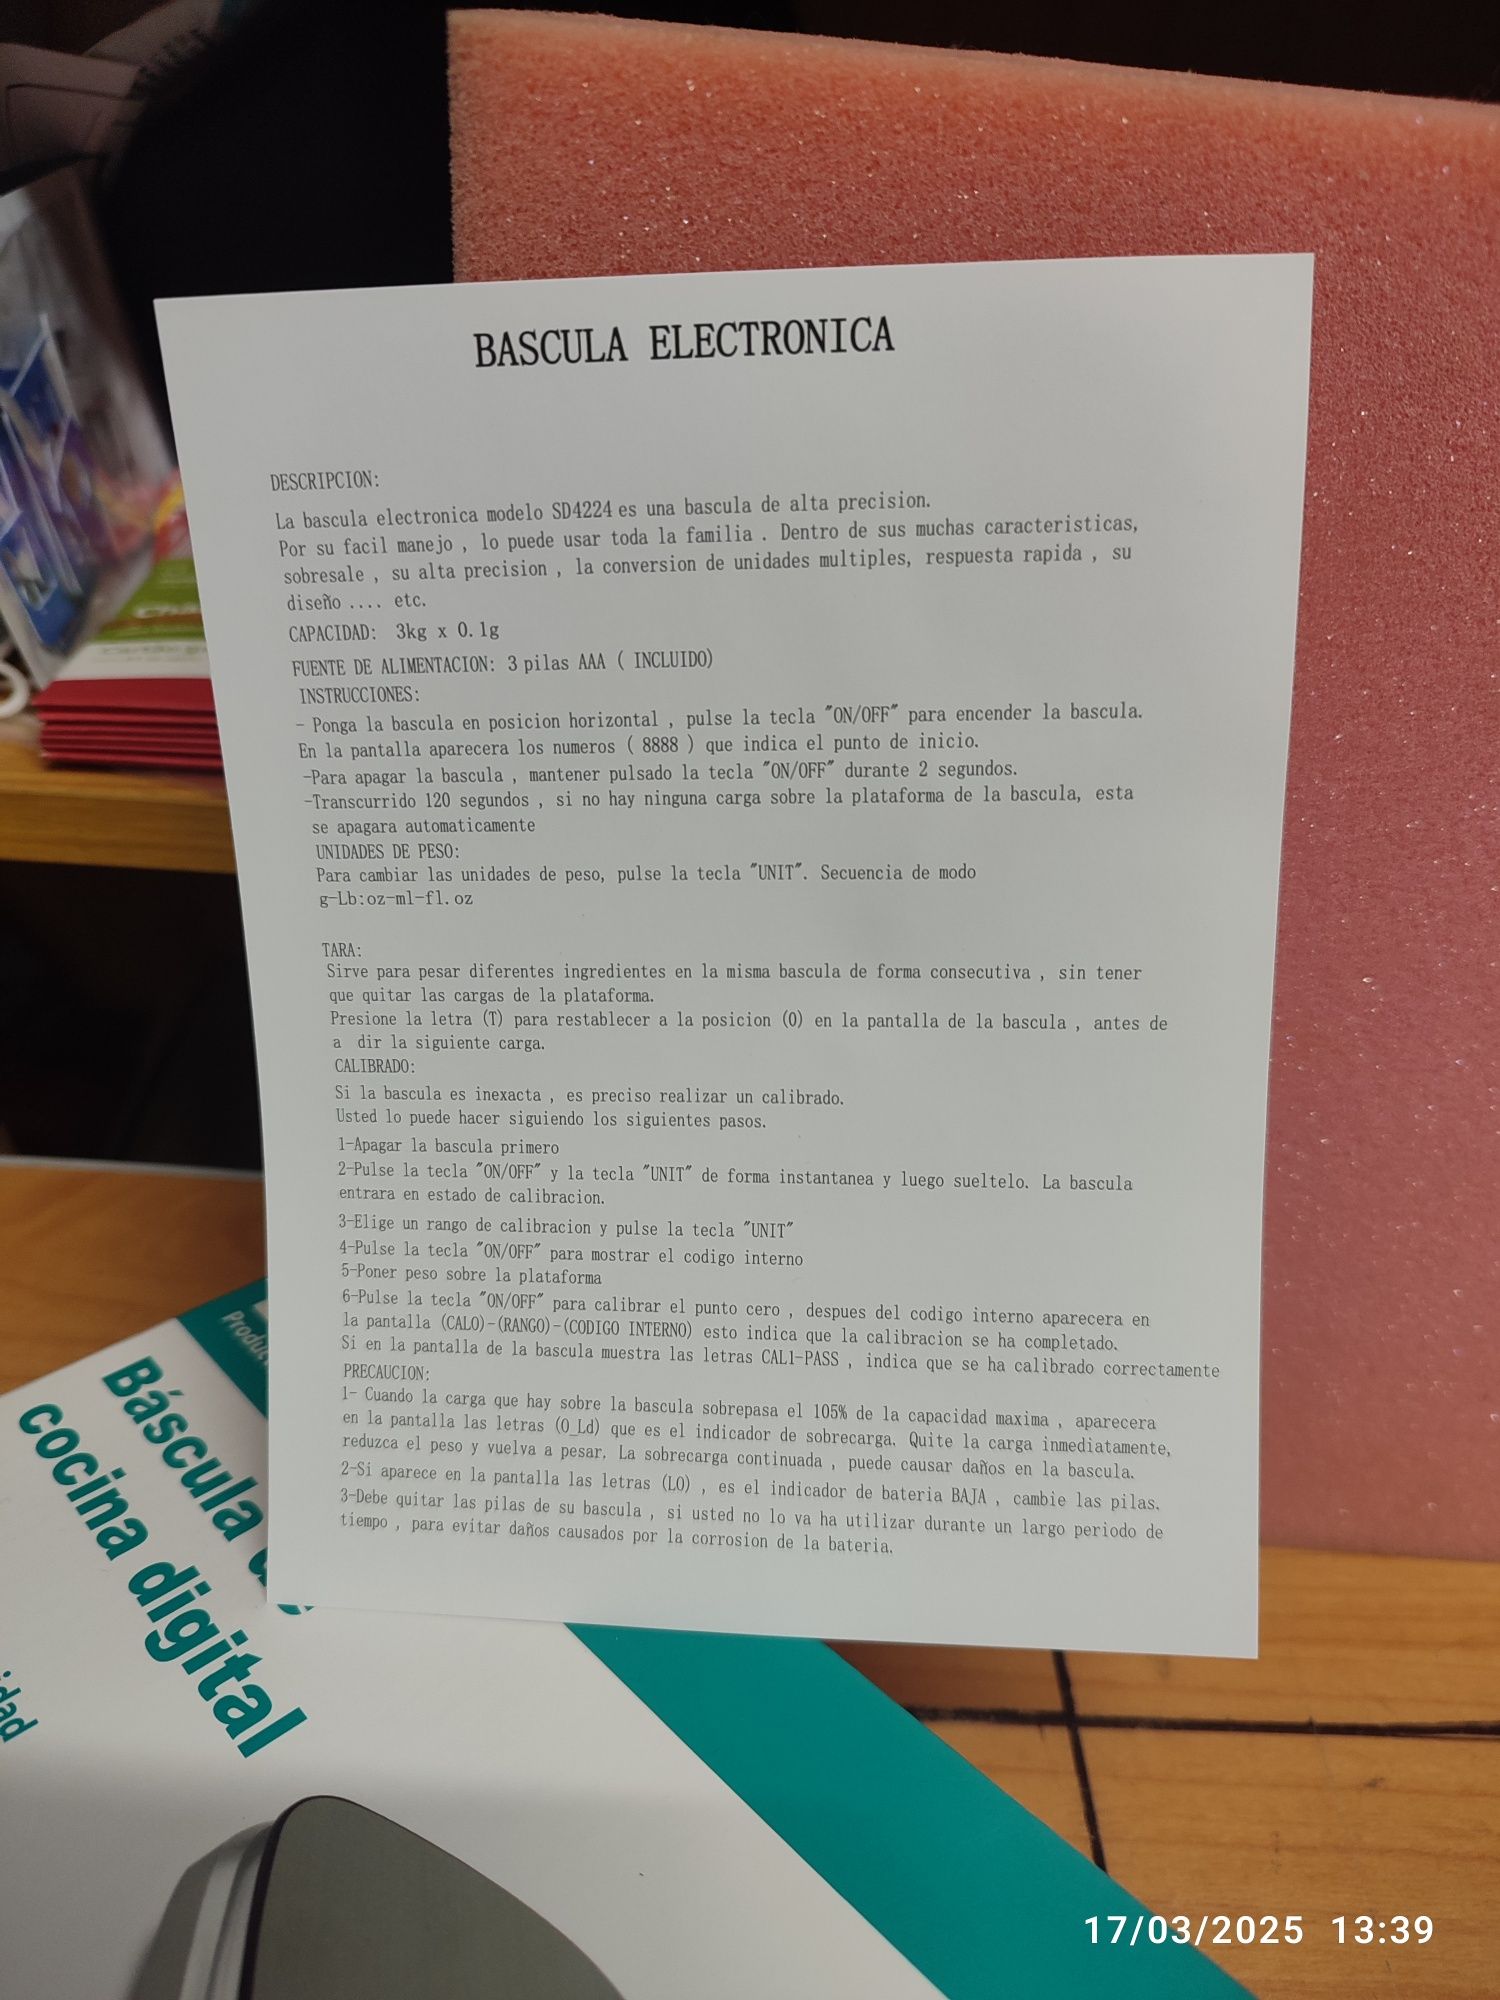 BASCULA ELECTRONICA
DESCRIPCION:
La bascula electronica modelo SD4224 es una bascula de alta precision.
Por su facil manejo , lo puede usar toda la familia . Dentro de sus muchas caracteristicas,
sobresale , su alta precision , la conversion de unidades multiples, respuesta rapida , su
diseño .... etc.
CAPACIDAD: 3kg x 0.1g
FUENTE DE ALIMENTACION: 3 pilas AAA ( INCLUIDO)
INSTRUCCIONES:
- Ponga la bascula en posicion horizontal , pulse la tecla "ON/OFF" para encender la bascula.
En la pantalla aparecera los numeros ( 8888 ) que indica el punto de inicio.
-Para apagar la bascula , mantener pulsado la tecla "ON/OFF" durante 2 segundos.
-Transcurrido 120 segundos , si no hay ninguna carga sobre la plataforma de la bascula, esta
se apagara automaticamente
UNIDADES DE PESO:
Para cambiar las unidades de peso, pulse la tecla "UNIT". Secuencia de modo
g-Lb:oz-ml-fl.oz
TARA:
Sirve para pesar diferentes ingredientes en la misma bascula de forma consecutiva , sin tener
que quitar las cargas de la plataforma.
Presione la letra (T) para restablecer a la posicion (0) en la pantalla de la bascula , antes de
a dir la siguiente carga.
CALIBRADO:
Si la bascula es inexacta , es preciso realizar un calibrado.
Usted lo puede hacer siguiendo los siguientes pasos.
1-Apagar la bascula primero
2-Pulse la tecla "ON/OFF" y la tecla "UNIT" de forma instantanea y luego sueltelo. La bascula
entrara en estado de calibracion.
3-Elige un rango de calibracion y pulse la tecla "UNIT"
4-Pulse la tecla "ON/OFF" para mostrar el codigo interno
5-Poner peso sobre la plataforma
6-Pulse la tecla "ON/OFF" para calibrar el punto cero , despues del codigo interno aparecera en
la pantalla (CALO)-(RANGO)-(CODIGO INTERNO) esto indica que la calibracion se ha completado.
Si en la pantalla de la bascula muestra las letras CAL1-PASS , indica que se ha calibrado correctamente
PRECAUCION:
1- Cuando la carga que hay sobre la bascula sobrepasa el 105% de la capacidad maxima , aparecera
en la pantalla las letras (O_Ld) que es el indicador de sobrecarga. Quite la carga inmediatamente,
reduzca el peso y vuelva a pesar. La sobrecarga continuada , puede causar daños en la bascula.
2-Si aparece en la pantalla las letras (LO) , es el indicador de bateria BAJA , cambie las pilas.
3-Debe quitar las pilas de su bascula , si usted no lo va ha utilizar durante un largo periodo de
tiempo , para evitar daños causados por la corrosion de la bateria.
Báscula de
cocina digital
17/03/2025 13:39